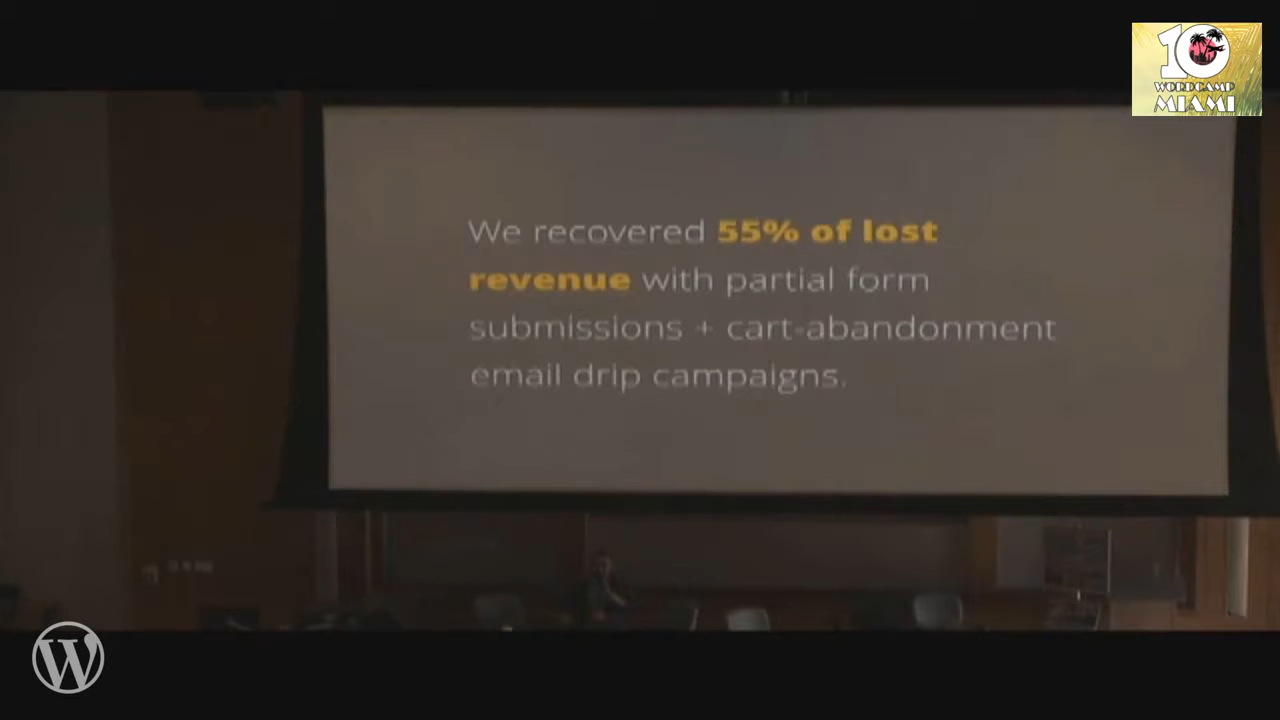 10
WORDCAMP
MIAMI
We recovered 55% of lost
revenue with partial form
submissions + cart-abandonment
email drip campaigns.
W